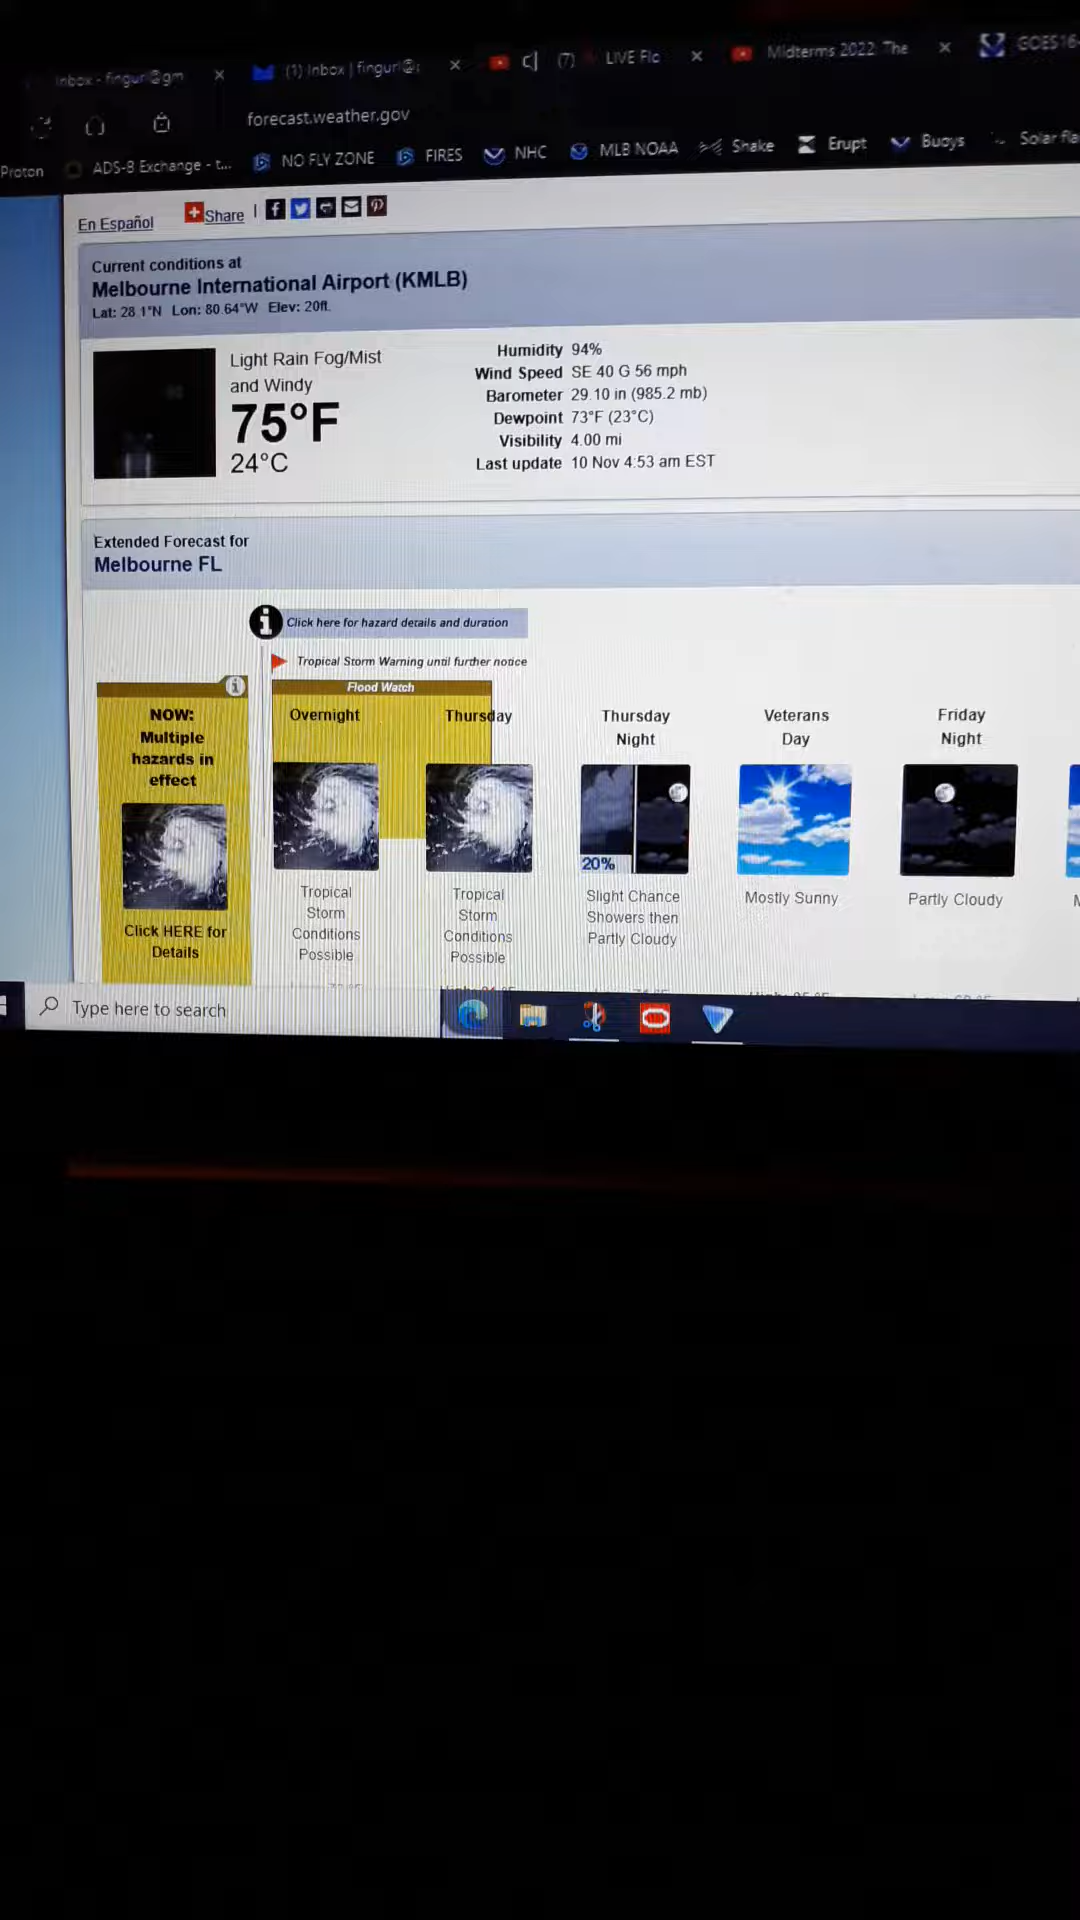 Inbox - fingurl@gm
(1) Inbox | fingurl@
(7)
LIVE Flo
Midterms 2022: The
GOES16
forecast.weather.gov
Proton
ADS-B Exchange - t...
NO FLY ZONE
FIRES
NHC
MLB NOAA
Shake
Erupt
Buoys
Solar fla
En Español
Share
Current conditions at
Melbourne International Airport (KMLB)
Lat: 28.1°N Lon: 80.64°W Elev: 20ft.
Light Rain Fog/Mist
and Windy
75°F
24°C
Humidity 94%
Wind Speed SE 40 G 56 mph
Barometer 29.10 in (985.2 mb)
Dewpoint 73°F (23°C)
Visibility 4.00 mi
Last update 10 Nov 4:53 am EST
Extended Forecast for
Melbourne FL
Click here for hazard details and duration
Tropical Storm Warning until further notice
Flood Watch
NOW:
Multiple
hazards in
effect
Click HERE for
Details
Overnight
Tropical
Storm
Conditions
Possible
Thursday
Tropical
Storm
Conditions
Possible
Thursday
Night
20%
Slight Chance
Showers then
Partly Cloudy
Veterans
Day
Mostly Sunny
Friday
Night
Partly Cloudy
Type here to search